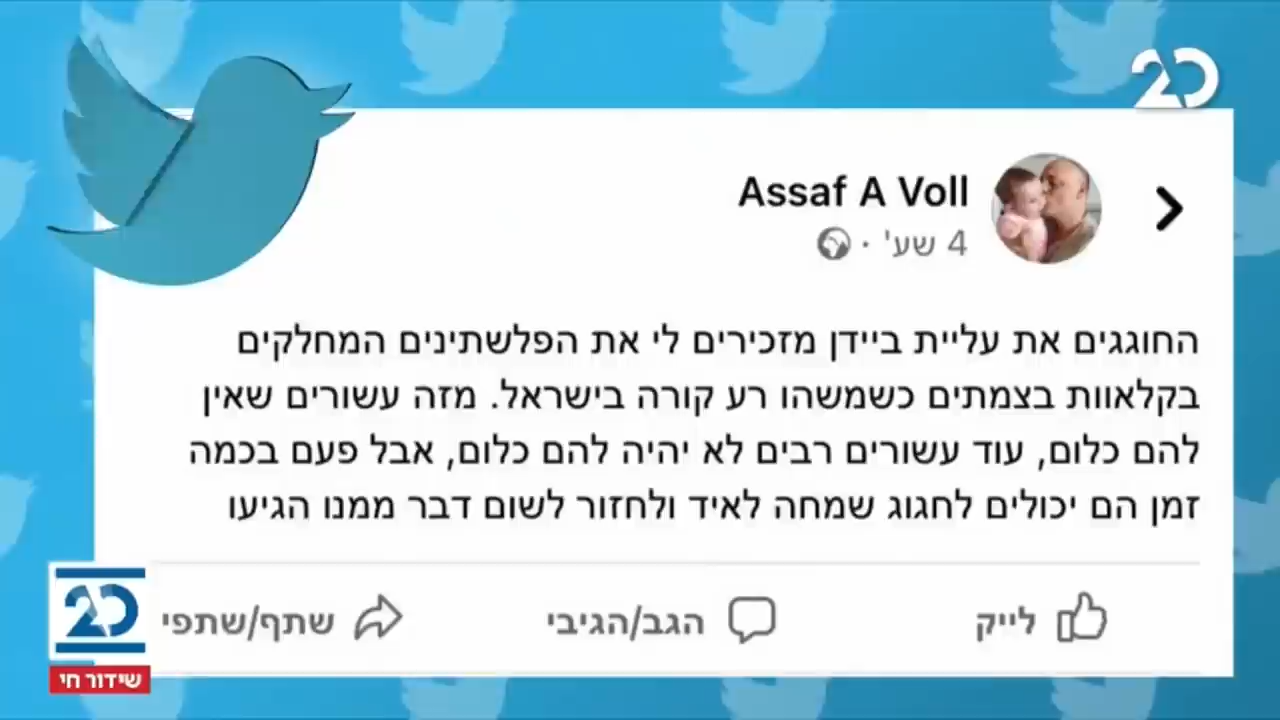 20
Assaf A Voll
4 שע' ·
החוגגים את עליית ביידן מזכירים לי את הפלשתינים המחלקים
בקלאוות בצמתים כשמשהו רע קורה בישראל. מזה עשורים שאין
להם כלום, עוד עשורים רבים לא יהיה להם כלום, אבל פעם בכמה
זמן הם יכולים לחגוג שמחה לאיד ולחזור לשום דבר ממנו הגיעו
לייק
הגב/הגיבי
שתף/שתפי
20
שידור חי